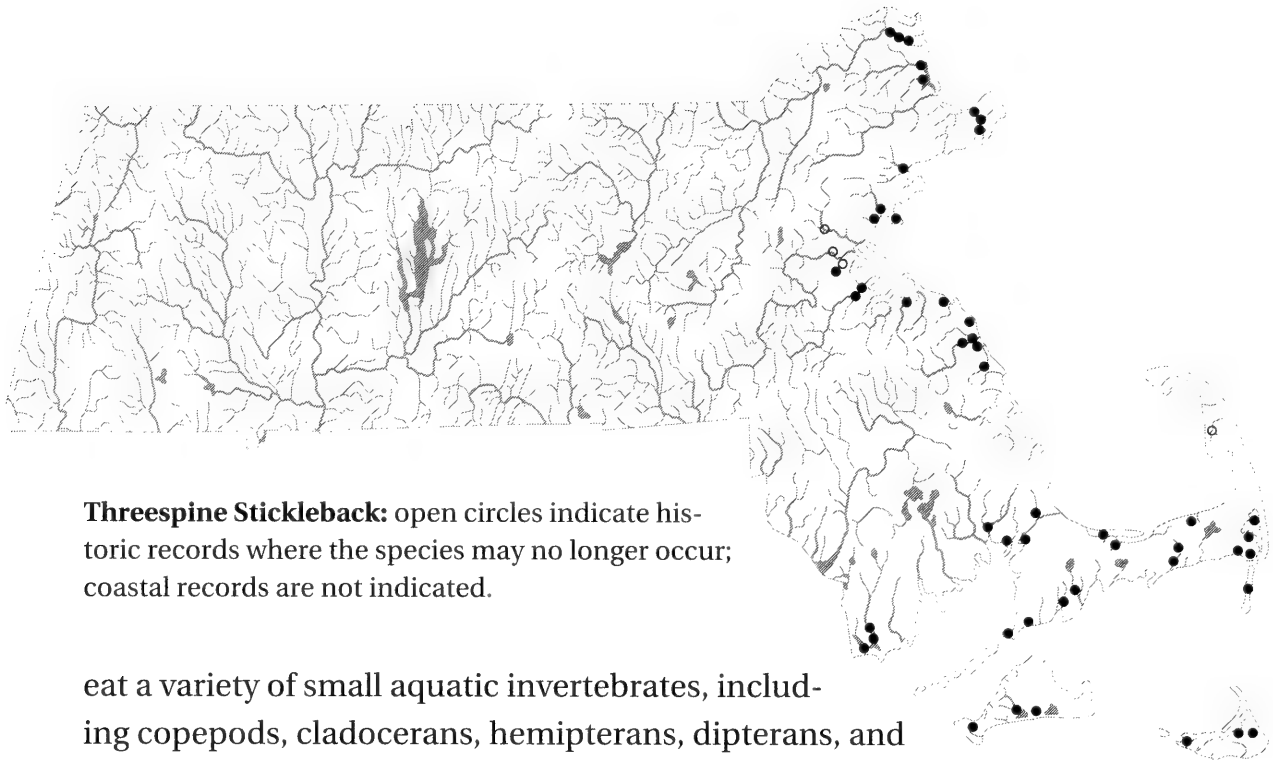 Threespine Stickleback: open circles indicate his-
toric records where the species may no longer occur;
coastal records are not indicated.
eat a variety of small aquatic invertebrates, includ-
ing copepods, cladocerans, hemipterans, dipterans, and